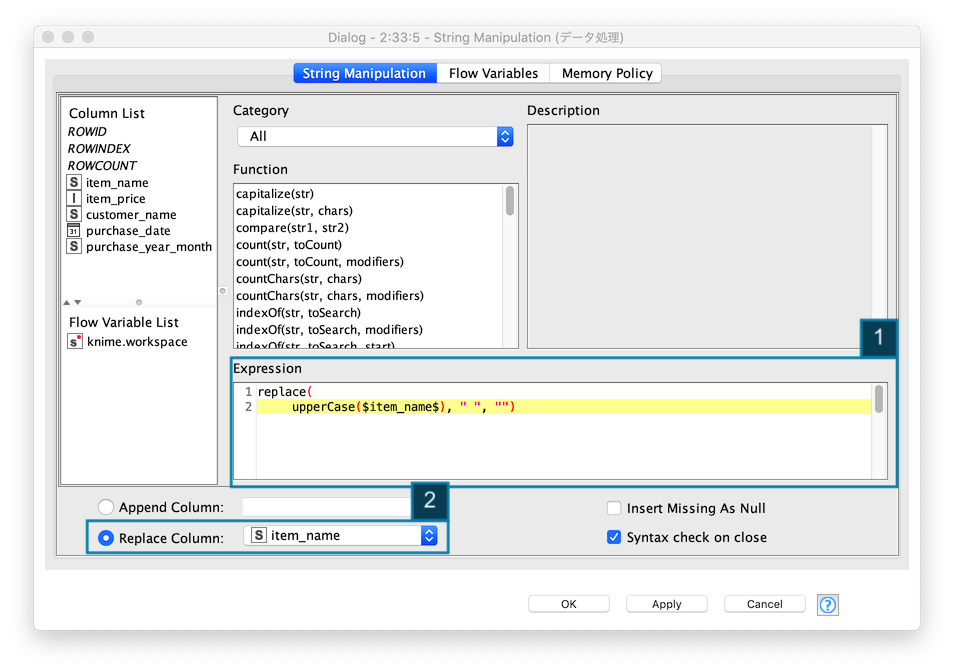 Dialog - 2:33:5 - String Manipulation (データ処理)
String Manipulation
Flow Variables
Memory Policy
Column List
ROWID
ROWINDEX
ROWCOUNT
S item_name
I item_price
S customer_name
31 purchase_date
S purchase_year_month
Flow Variable List
s knime.workspace
Category
All
Function
capitalize(str)
capitalize(str, chars)
compare(str1, str2)
count(str, toCount)
count(str, toCount, modifiers)
countChars(str, chars)
countChars(str, chars, modifiers)
indexOf(str, toSearch)
indexOf(str, toSearch, modifiers)
indexOf(str, toSearch, start)
Description
1
Expression
1 replace(
2 upperCase($item_name$), " ", "")
2
Append Column:
Replace Column: S item_name
Insert Missing As Null
Syntax check on close
OK
Apply
Cancel
?